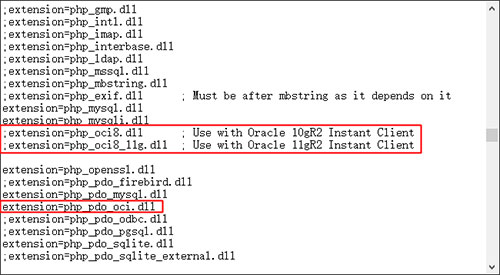 ;extension=php_gmp.dll
;extension=php_intl.dll
;extension=php_imap.dll
;extension=php_interbase.dll
;extension=php_ldap.dll
;extension=php_mssql.dll
;extension=php_mbstring.dll
;extension=php_exif.dll ; Must be after mbstring as it depends on it
extension=php_mysql.dll
extension=php_mysqli.dll
;extension=php_oci8.dll ; Use with Oracle 10gR2 Instant Client
;extension=php_oci8_11g.dll ; Use with Oracle 11gR2 Instant Client
extension=php_openssl.dll
;extension=php_pdo_firebird.dll
extension=php_pdo_mysql.dll
extension=php_pdo_oci.dll
;extension=php_pdo_odbc.dll
;extension=php_pdo_pgsql.dll
;extension=php_pdo_sqlite.dll
;extension=php_pdo_sqlite_external.dll